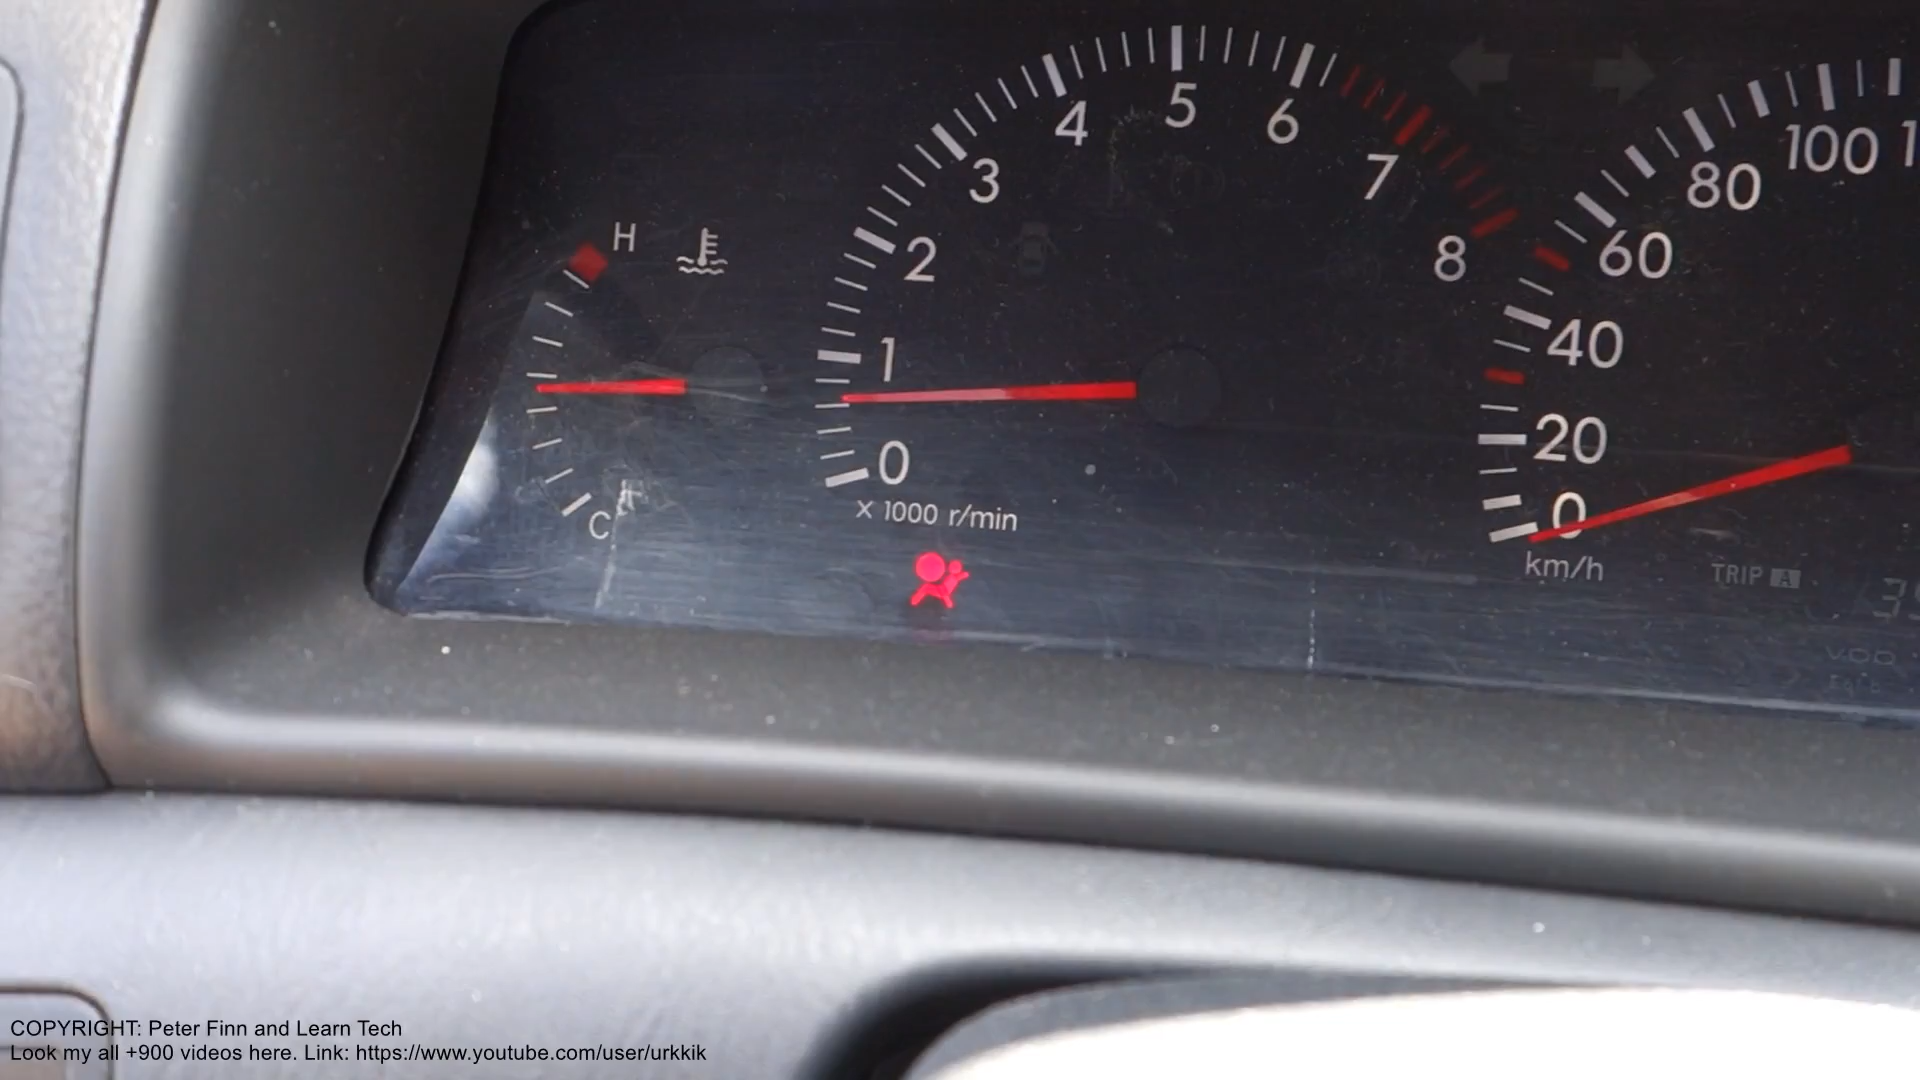 H
C
0
1
2
3
4
5
6
7
8
x 1000 r/min
0
20
40
60
80
100
km/h
TRIP A
VDO
COPYRIGHT: Peter Finn and Learn Tech
Look my all +900 videos here. Link: https://www.youtube.com/user/urkkik